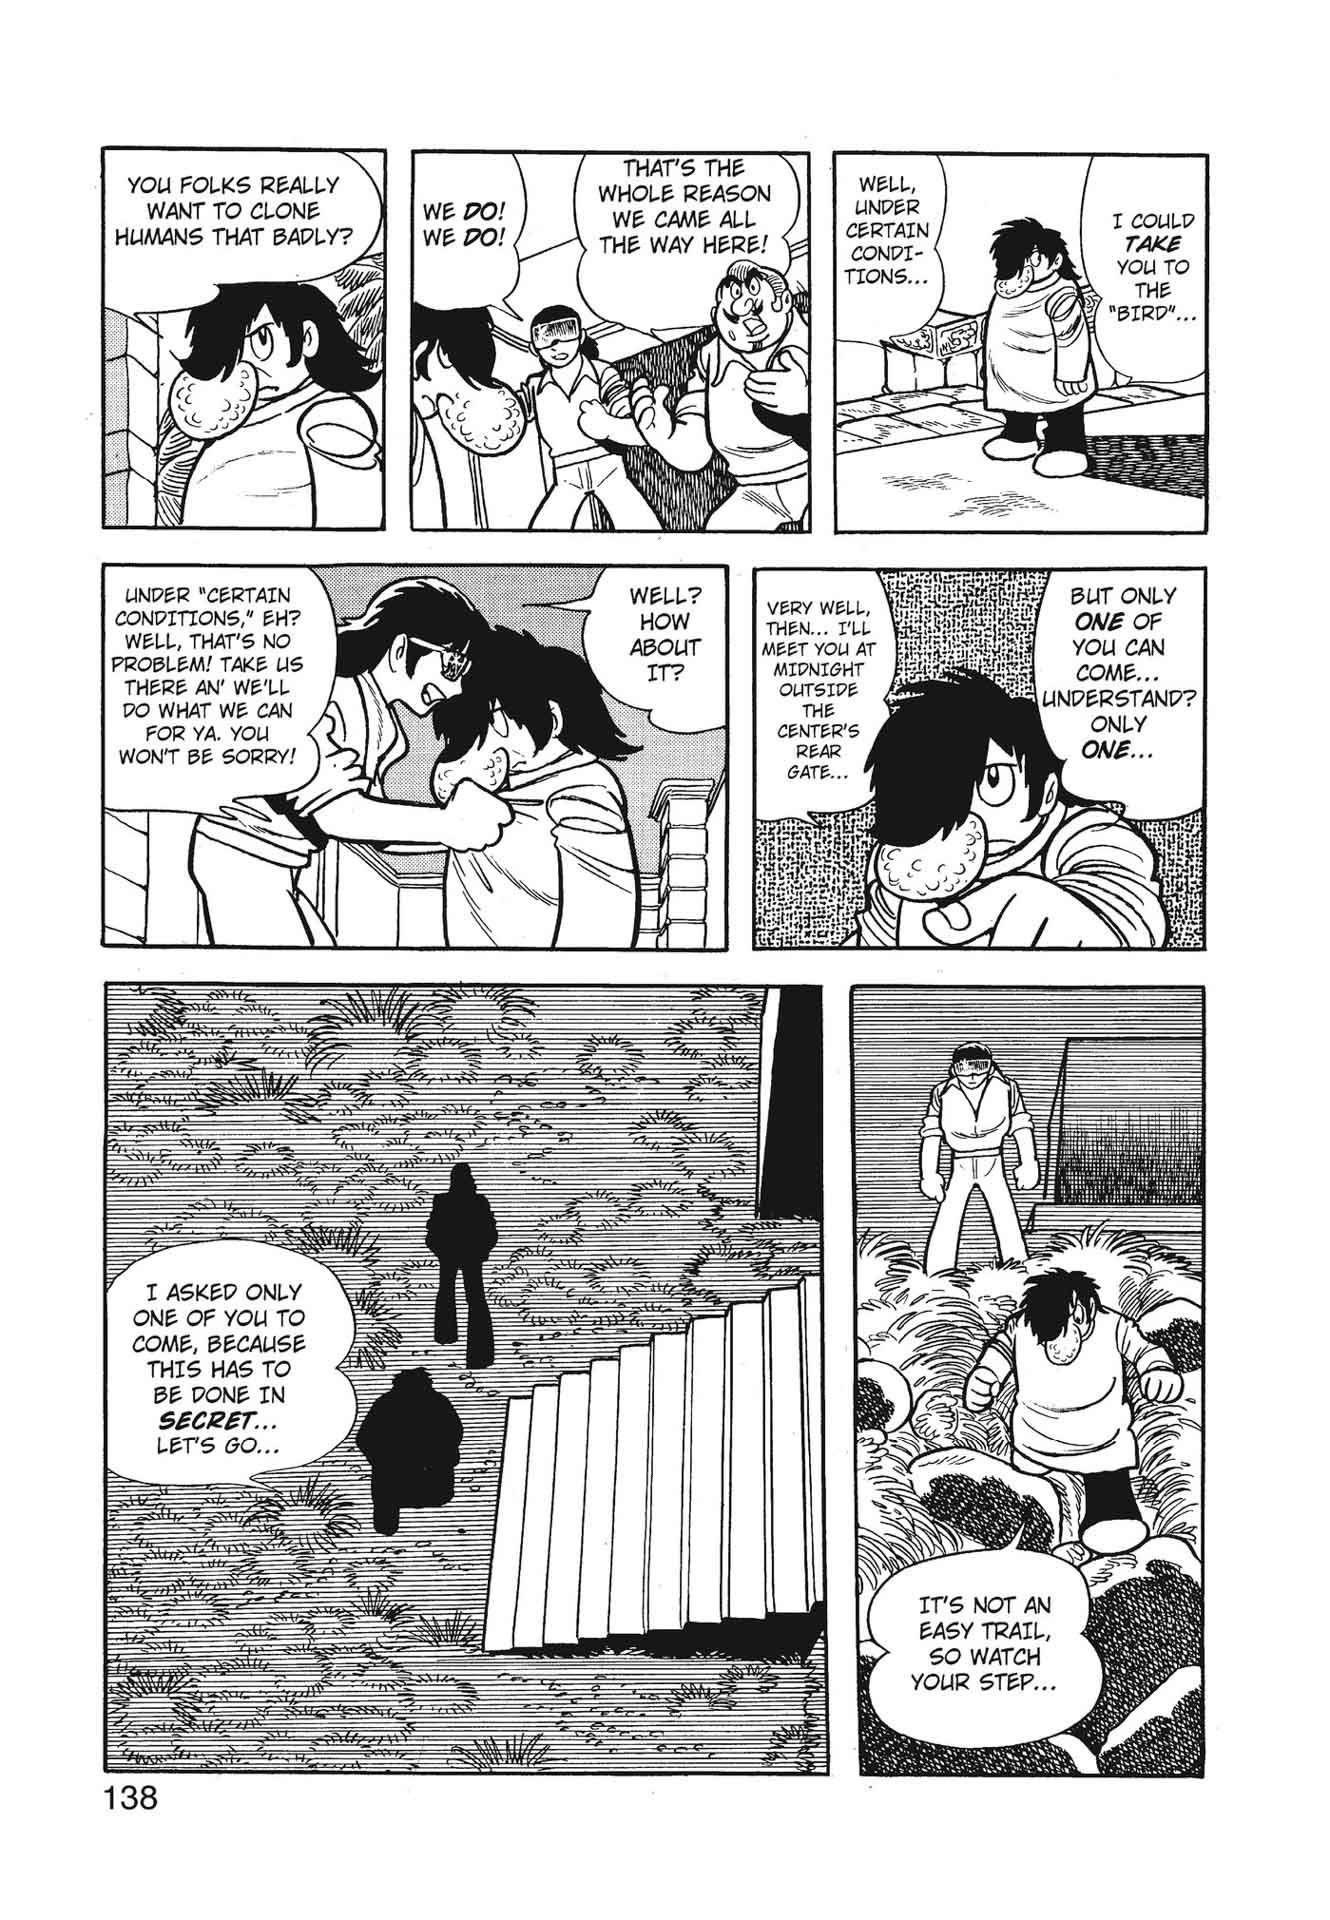 YOU FOLKS REALLY
WANT TO CLONE
HUMANS THAT BADLY?
WE DO!
WE DO!
THAT'S THE
WHOLE REASON
WE CAME ALL
THE WAY HERE!
WELL,
UNDER
CERTAIN
CONDI-
TIONS...
I COULD
TAKE
YOU TO
THE
"BIRD"...
UNDER "CERTAIN
CONDITIONS," EH?
WELL, THAT'S NO
PROBLEM! TAKE US
THERE AN' WE'LL
DO WHAT WE CAN
FOR YA. YOU
WON'T BE SORRY!
WELL?
HOW
ABOUT
IT?
VERY WELL,
THEN... I'LL
MEET YOU AT
MIDNIGHT
OUTSIDE
THE
CENTER'S
REAR
GATE...
BUT ONLY
ONE OF
YOU CAN
COME...
UNDERSTAND?
ONLY
ONE...
I ASKED ONLY
ONE OF YOU TO
COME, BECAUSE
THIS HAS TO
BE DONE IN
SECRET...
LET'S GO...
IT'S NOT AN
EASY TRAIL,
SO WATCH
YOUR STEP...
138